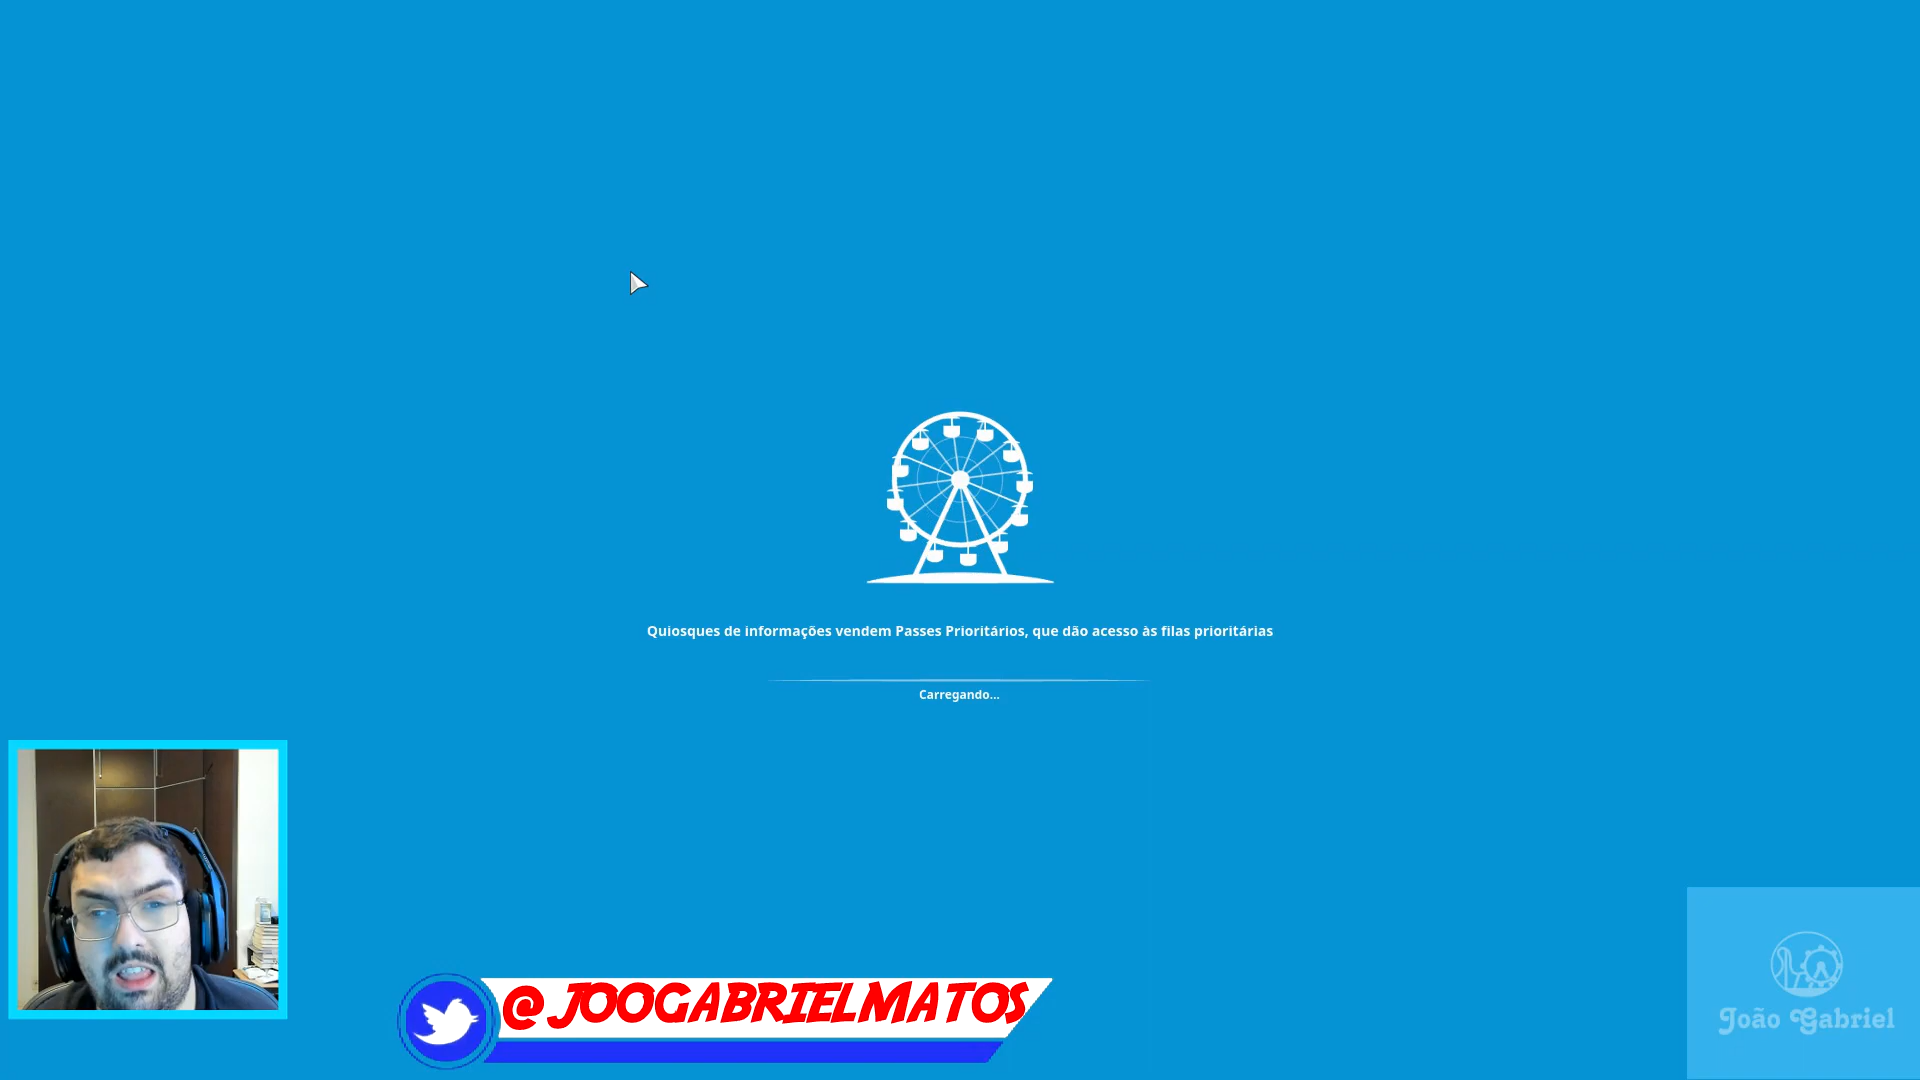 Quiosques de informações vendem Passes Prioritários, que dão acesso às filas prioritárias
Carregando...
@JOOGABRIELMATOS
João Gabriel